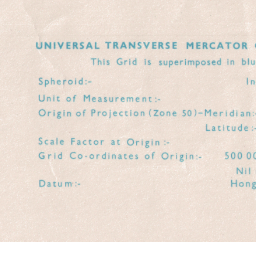 UNIVERSAL TRANSVERSE MERCATOR
This Grid is superimposed in blu
Spheroid:- In
Unit of Measurement:-
Origin of Projection (Zone 50)–Meridian:
Latitude:-
Scale Factor at Origin:-
Grid Co-ordinates of Origin:- 500 00
Nil
Datum:- Hong